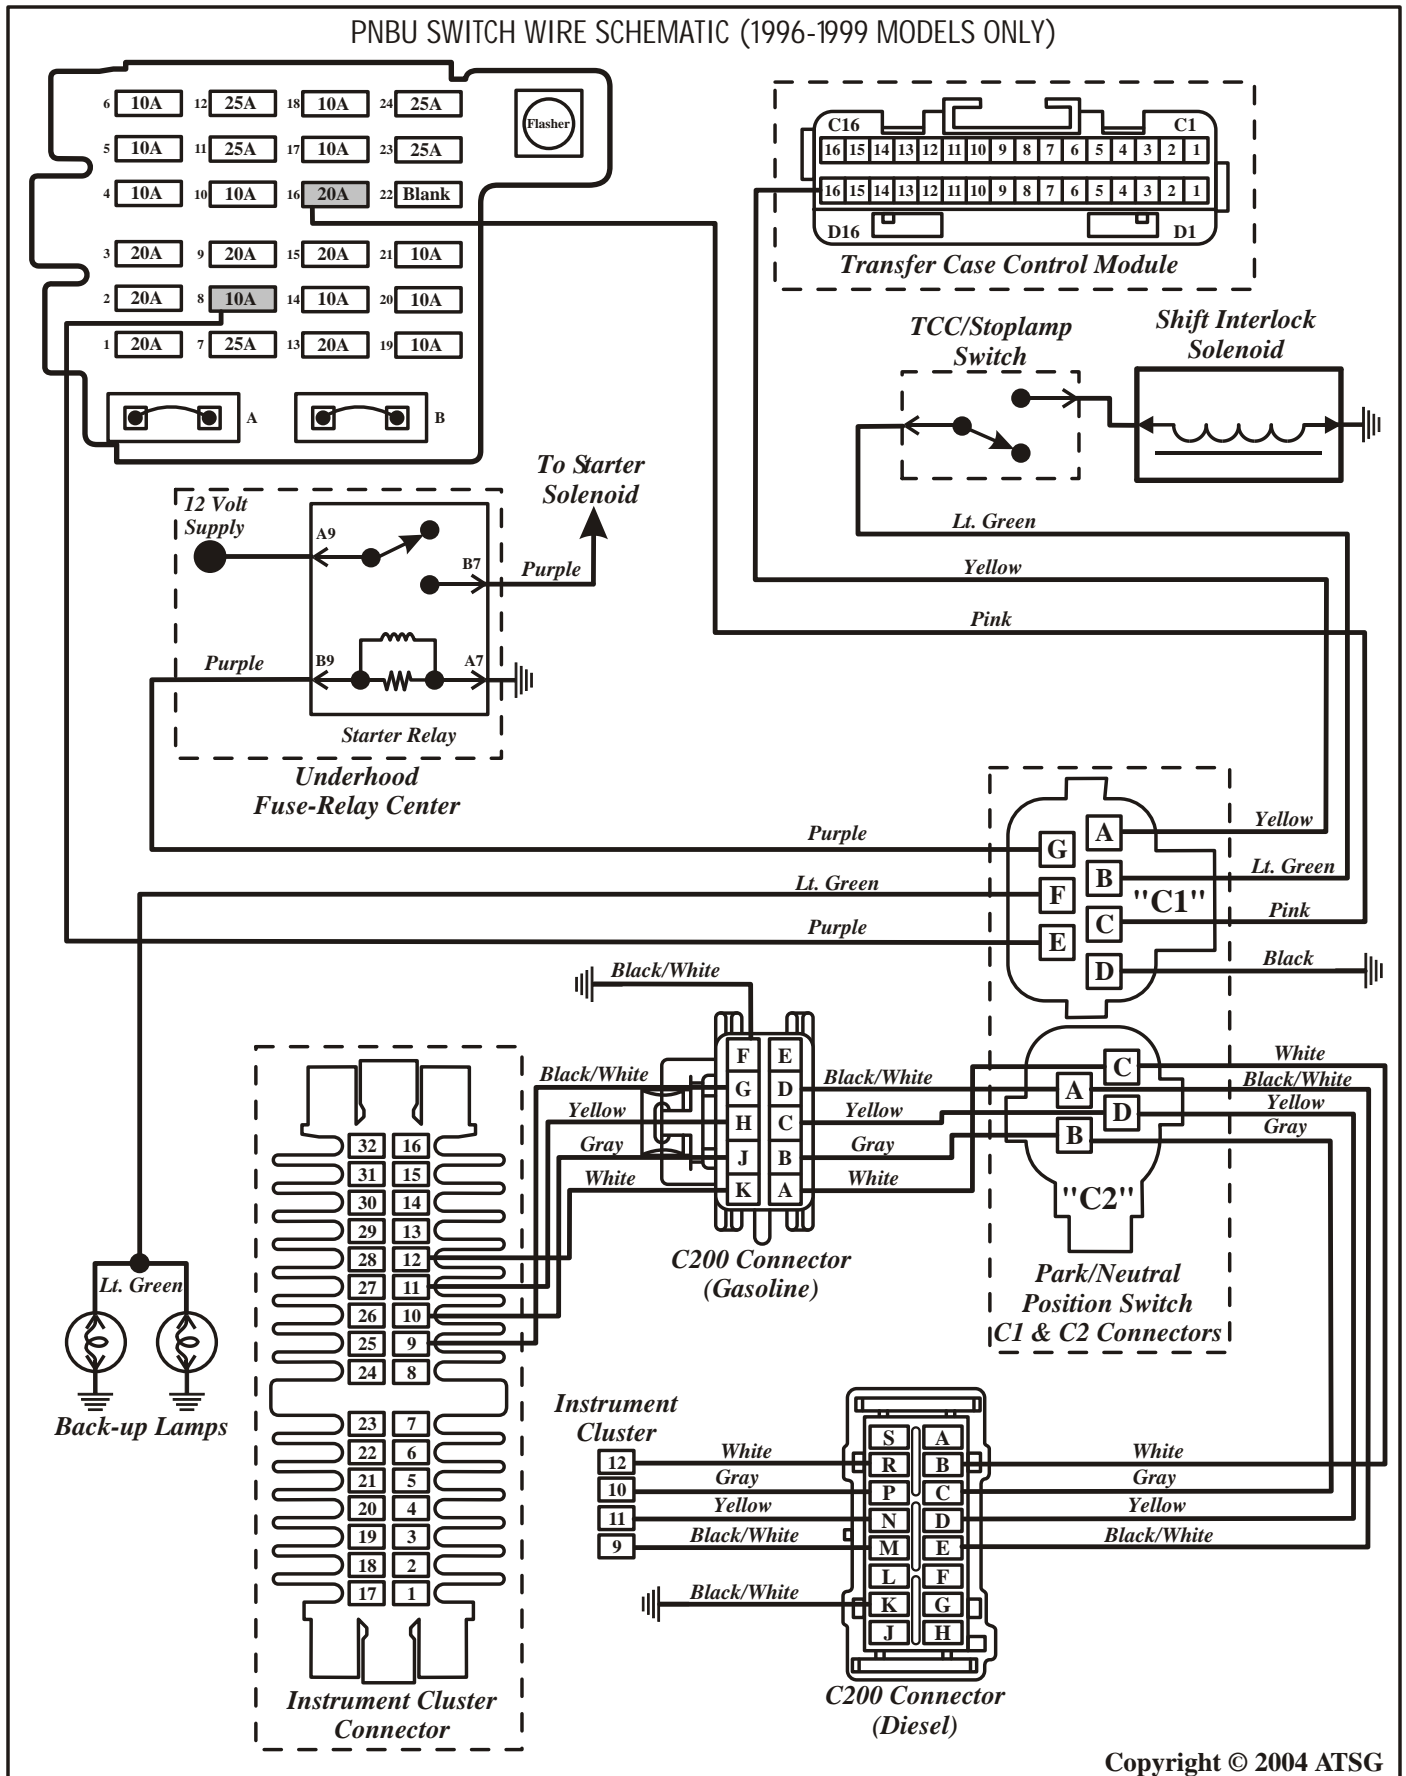 PNBU SWITCH WIRE SCHEMATIC (1996-1999 MODELS ONLY)
6 10A 12 25A 18 10A 24 25A
Flasher
5 10A 11 25A 17 10A 23 25A
4 10A 10 10A 16 20A 22 Blank
3 20A 9 20A 15 20A 21 10A
2 20A 8 10A 14 10A 20 10A
1 20A 7 25A 13 20A 19 10A
A B
C16 C1
16 15 14 13 12 11 10 9 8 7 6 5 4 3 2 1
16 15 14 13 12 11 10 9 8 7 6 5 4 3 2 1
D16 D1
Transfer Case Control Module
TCC/Stoplamp
Switch
Shift Interlock
Solenoid
To Starter
Solenoid
12 Volt
Supply
A9
B7
Purple
Lt. Green
Yellow
Pink
Purple
B9
A7
Starter Relay
Underhood
Fuse-Relay Center
Purple
G
A
Yellow
Lt. Green
F
B
Lt. Green
"C1"
Purple
E
C
Pink
D
Black
Black/White
F E
G D
H C
J B
K A
Black/White
Yellow
Gray
White
Black/White
Yellow
Gray
White
C200 Connector
(Gasoline)
C
A
D
B
"C2"
White
Black/White
Yellow
Gray
Park/Neutral
Position Switch
C1 & C2 Connectors
32 16
31 15
30 14
29 13
28 12
27 11
26 10
25 9
24 8
23 7
22 6
21 5
20 4
19 3
18 2
17 1
Instrument Cluster
Connector
Lt. Green
Back-up Lamps
Instrument
Cluster
12 White
10 Gray
11 Yellow
9 Black/White
Black/White
S A
R B
P C
N D
M E
L F
K G
J H
White
Gray
Yellow
Black/White
C200 Connector
(Diesel)
Copyright © 2004 ATSG